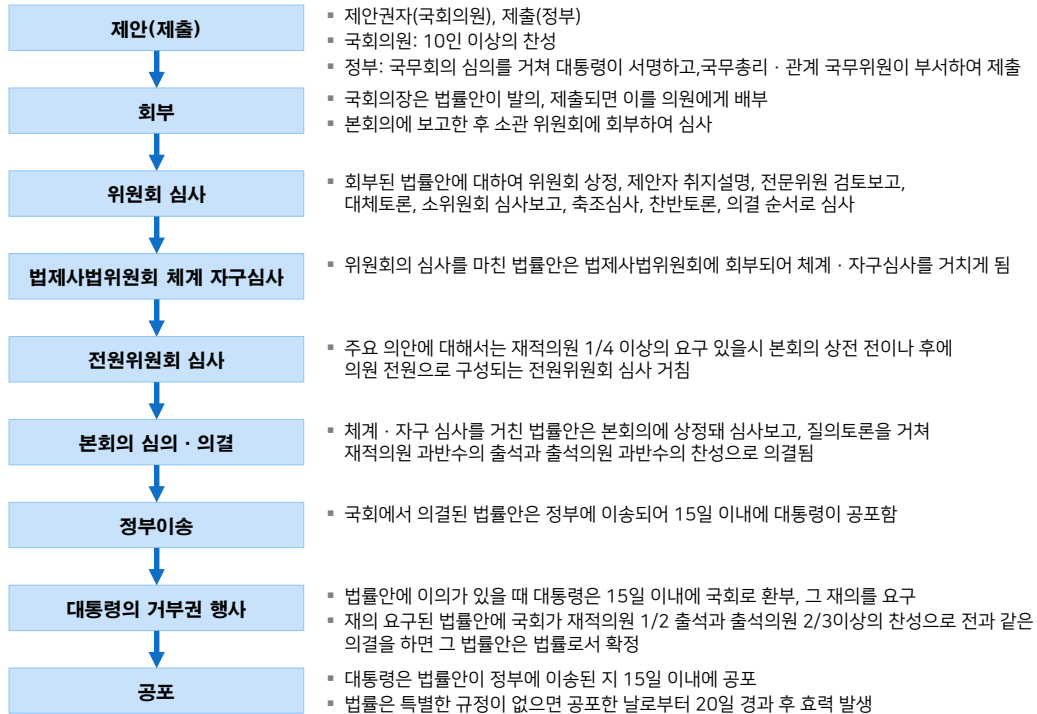 제안(제출)
▪ 제안권자(국회의원), 제출(정부)
▪ 국회의원: 10인 이상의 찬성
▪ 정부: 국무회의 심의를 거쳐 대통령이 서명하고,국무총리 · 관계 국무위원이 부서하여 제출
회부
▪ 국회의장은 법률안이 발의, 제출되면 이를 의원에게 배부
▪ 본회의에 보고한 후 소관 위원회에 회부하여 심사
위원회 심사
▪ 회부된 법률안에 대하여 위원회 상정, 제안자 취지설명, 전문위원 검토보고,
대체토론, 소위원회 심사보고, 축조심사, 찬반토론, 의결 순서로 심사
법제사법위원회 체계 자구심사
▪ 위원회의 심사를 마친 법률안은 법제사법위원회에 회부되어 체계 · 자구심사를 거치게 됨
전원위원회 심사
▪ 주요 의안에 대해서는 재적의원 1/4 이상의 요구 있을시 본회의 상전 전이나 후에
의원 전원으로 구성되는 전원위원회 심사 거침
본회의 심의 · 의결
▪ 체계 · 자구 심사를 거친 법률안은 본회의에 상정돼 심사보고, 질의토론을 거쳐
재적의원 과반수의 출석과 출석의원 과반수의 찬성으로 의결됨
정부이송
▪ 국회에서 의결된 법률안은 정부에 이송되어 15일 이내에 대통령이 공포함
대통령의 거부권 행사
▪ 법률안에 이의가 있을 때 대통령은 15일 이내에 국회로 환부, 그 재의를 요구
▪ 재의 요구된 법률안에 국회가 재적의원 1/2 출석과 출석의원 2/3이상의 찬성으로 전과 같은
의결을 하면 그 법률안은 법률로서 확정
공포
▪ 대통령은 법률안이 정부에 이송된 지 15일 이내에 공포
▪ 법률은 특별한 규정이 없으면 공포한 날로부터 20일 경과 후 효력 발생